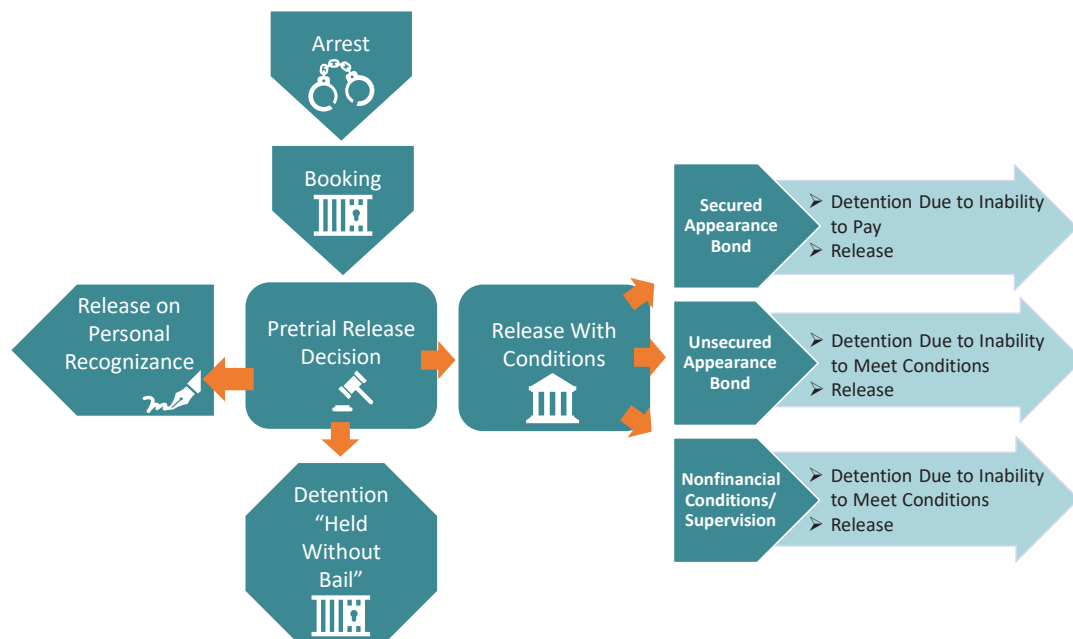 Arrest
Booking
Release on
Personal
Recognizance
Pretrial Release
Decision
Release With
Conditions
Detention
“Held
Without
Bail”
Secured
Appearance
Bond
➢ Detention Due to Inability
to Pay
➢ Release
Unsecured
Appearance
Bond
➢ Detention Due to Inability
to Meet Conditions
➢ Release
Nonfinancial
Conditions/
Supervision
➢ Detention Due to Inability
to Meet Conditions
➢ Release